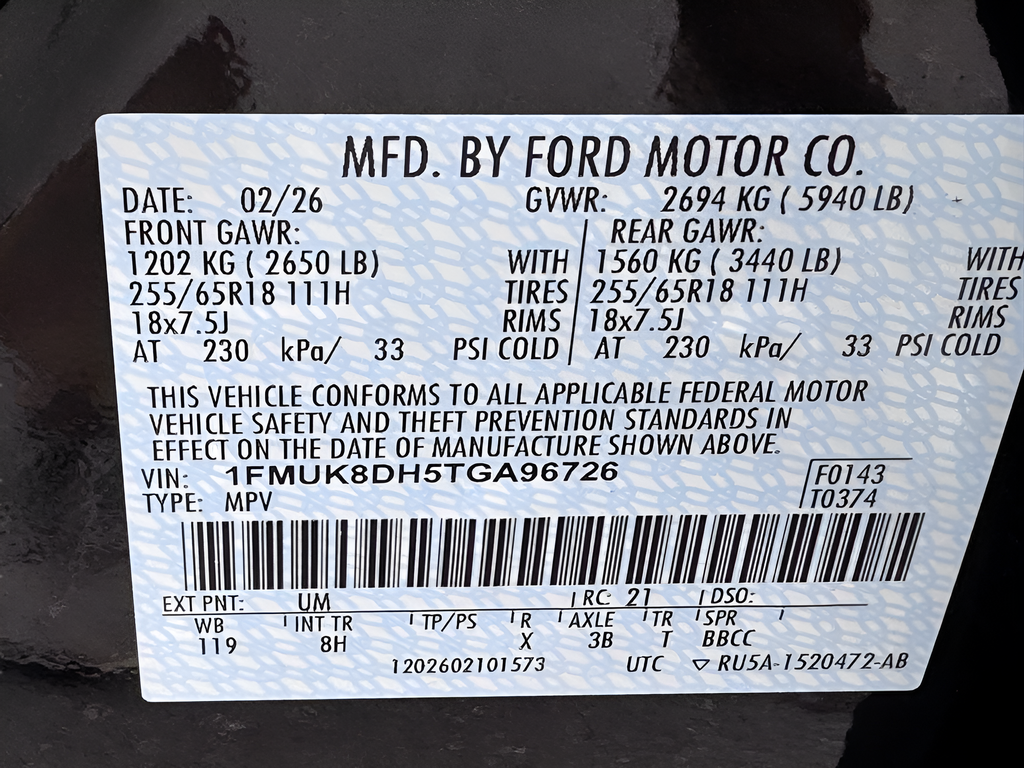 MFD. BY FORD MOTOR CO.
DATE: 02/26 GVWR: 2694 KG ( 5940 LB)
FRONT GAWR: REAR GAWR:
1202 KG ( 2650 LB) WITH 1560 KG ( 3440 LB) WITH
255/65R18 111H TIRES 255/65R18 111H TIRES
18x7.5J RIMS 18x7.5J RIMS
AT 230 kPa/ 33 PSI COLD AT 230 kPa/ 33 PSI COLD
THIS VEHICLE CONFORMS TO ALL APPLICABLE FEDERAL MOTOR
VEHICLE SAFETY AND THEFT PREVENTION STANDARDS IN
EFFECT ON THE DATE OF MANUFACTURE SHOWN ABOVE.
VIN: 1FMUK8DH5TGA96726 F0143
TYPE: MPV T0374
EXT PNT: UM RC: 21 DSO:
WB INT TR TP/PS R AXLE TR SPR
119 8H X 3B T BBCC
1202602101573 UTC ▽ RU5A-1520472-AB